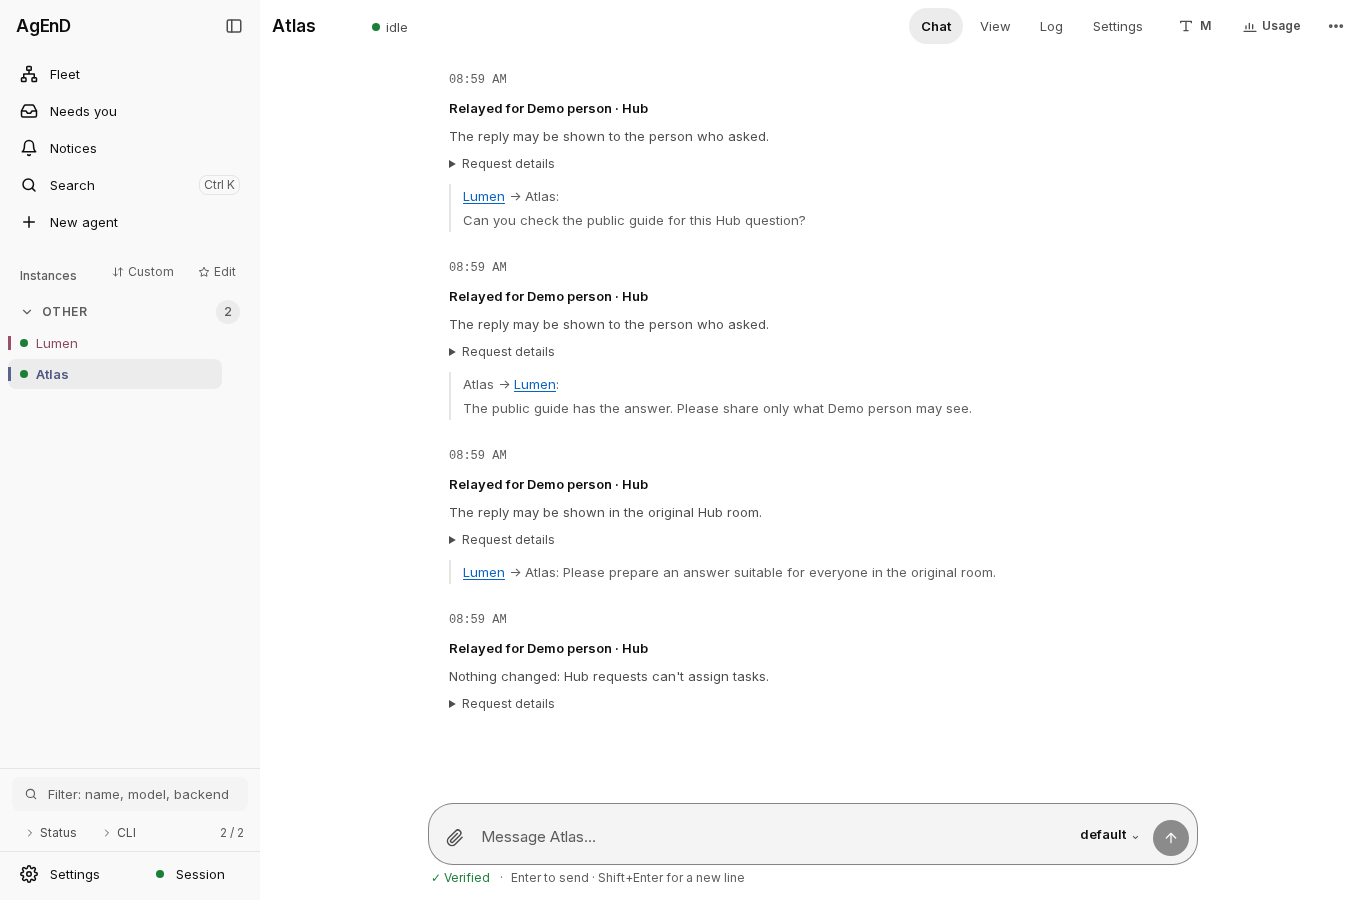 AgEnD
Fleet
Needs you
Notices
Search Ctrl K
New agent
Instances Custom Edit
OTHER 2
Lumen
Atlas
Filter: name, model, backend
Status CLI 2 / 2
Settings Session
Atlas idle Chat View Log Settings M Usage
08:59 AM
Relayed for Demo person · Hub
The reply may be shown to the person who asked.
Request details
Lumen → Atlas:
Can you check the public guide for this Hub question?
08:59 AM
Relayed for Demo person · Hub
The reply may be shown to the person who asked.
Request details
Atlas → Lumen:
The public guide has the answer. Please share only what Demo person may see.
08:59 AM
Relayed for Demo person · Hub
The reply may be shown in the original Hub room.
Request details
Lumen → Atlas: Please prepare an answer suitable for everyone in the original room.
08:59 AM
Relayed for Demo person · Hub
Nothing changed: Hub requests can't assign tasks.
Request details
Message Atlas... default
✓ Verified · Enter to send · Shift+Enter for a new line